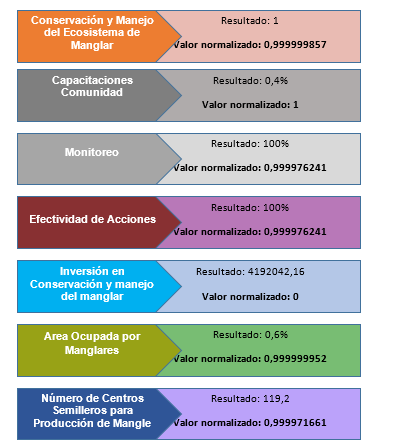 Conservación y Manejo
del Ecosistema de
Manglar
Resultado: 1
Valor normalizado: 0,999999857
Capacitaciones
Comunidad
Resultado: 0,4%
Valor normalizado: 1
Monitoreo
Resultado: 100%
Valor normalizado: 0,999976241
Efectividad de Acciones
Resultado: 100%
Valor normalizado: 0,999976241
Inversión en
Conservación y manejo
del manglar
Resultado: 4192042,16
Valor normalizado: 0
Area Ocupada por
Manglares
Resultado: 0,6%
Valor normalizado: 0,999999952
Número de Centros
Semilleros para
Producción de Mangle
Resultado: 119,2
Valor normalizado: 0,999971661